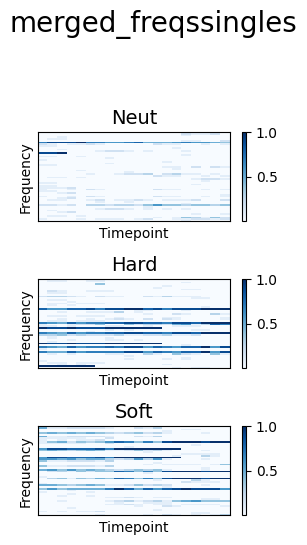 merged_freqssingles
Neut
Frequency
1.0
0.5
Timepoint
Hard
Frequency
1.0
0.5
Timepoint
Soft
Frequency
1.0
0.5
Timepoint